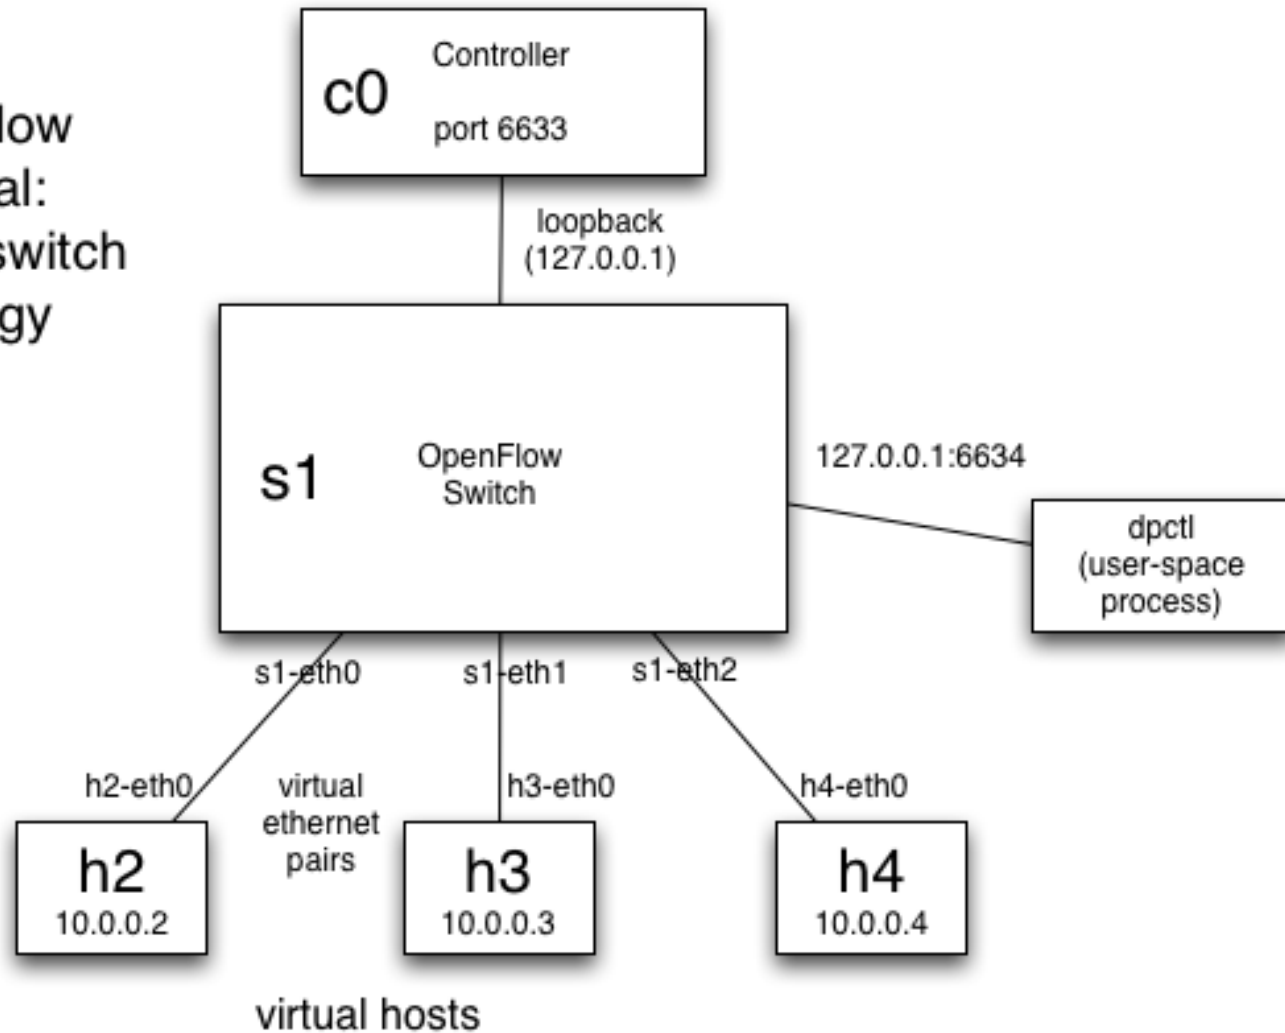 low
al:
switch
gy
c0
Controller
port 6633
loopback
(127.0.0.1)
s1
OpenFlow
Switch
127.0.0.1:6634
dpctl
(user-space
process)
s1-eth0
s1-eth1
s1-eth2
h2-eth0
virtual
ethernet
pairs
h3-eth0
h4-eth0
h2
10.0.0.2
h3
10.0.0.3
h4
10.0.0.4
virtual hosts